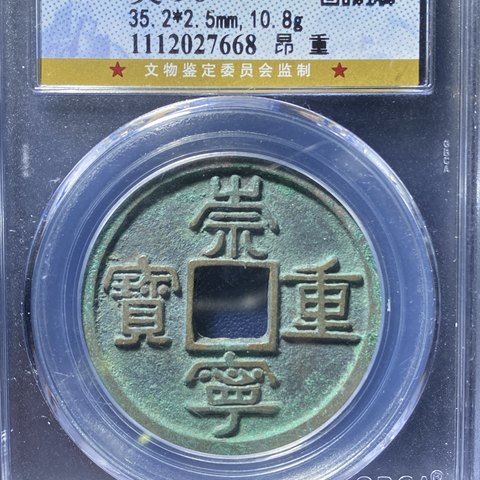 35.2*2.5mm,10.8g
1112027668 昂 重
★ 文物鉴定委员会监制 ★
崇
寶 重
寧